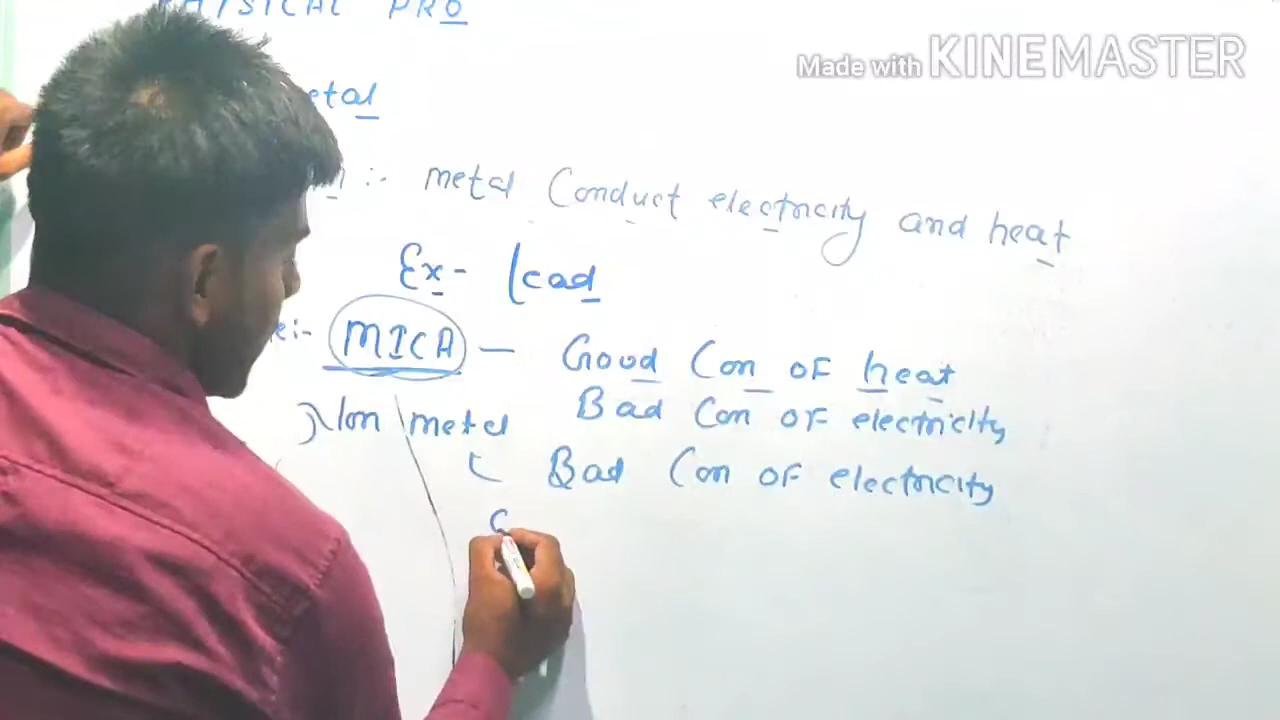 PHYSICAL PRO
Made with KINEMASTER
etal
n :- metal Conduct electricity and heat
Ex- lead
e:- MICA — Good Con of heat
Bad Con of electricity
Non metal
Bad Con of electricity